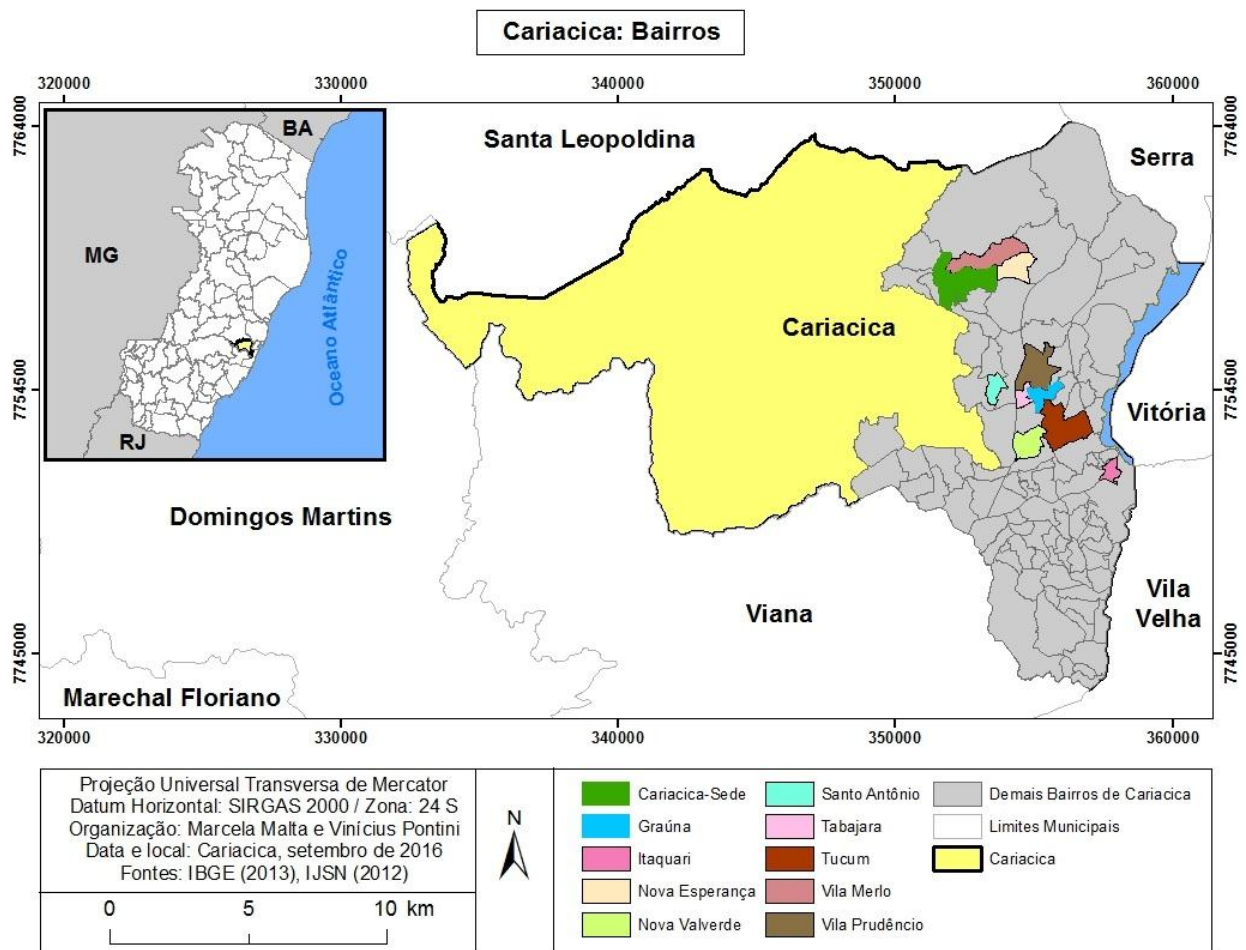 Cariacica: Bairros
320000 330000 340000 350000 360000
7764000
7764000
BA
MG
Oceano Atlântico
RJ
Santa Leopoldina
Serra
Cariacica
7754500
7754500
Vitória
Domingos Martins
Viana
Vila
Velha
7745000
7745000
Marechal Floriano
320000 330000 340000 350000 360000
Projeção Universal Transversa de Mercator
Datum Horizontal: SIRGAS 2000 / Zona: 24 S
Organização: Marcela Malta e Vinícius Pontini
Data e local: Cariacica, setembro de 2016
Fontes: IBGE (2013), IJSN (2012)
0 5 10 km
N
Cariacica-Sede
Graúna
Itaquari
Nova Esperança
Nova Valverde
Santo Antônio
Tabajara
Tucum
Vila Merlo
Vila Prudêncio
Demais Bairros de Cariacica
Limites Municipais
Cariacica